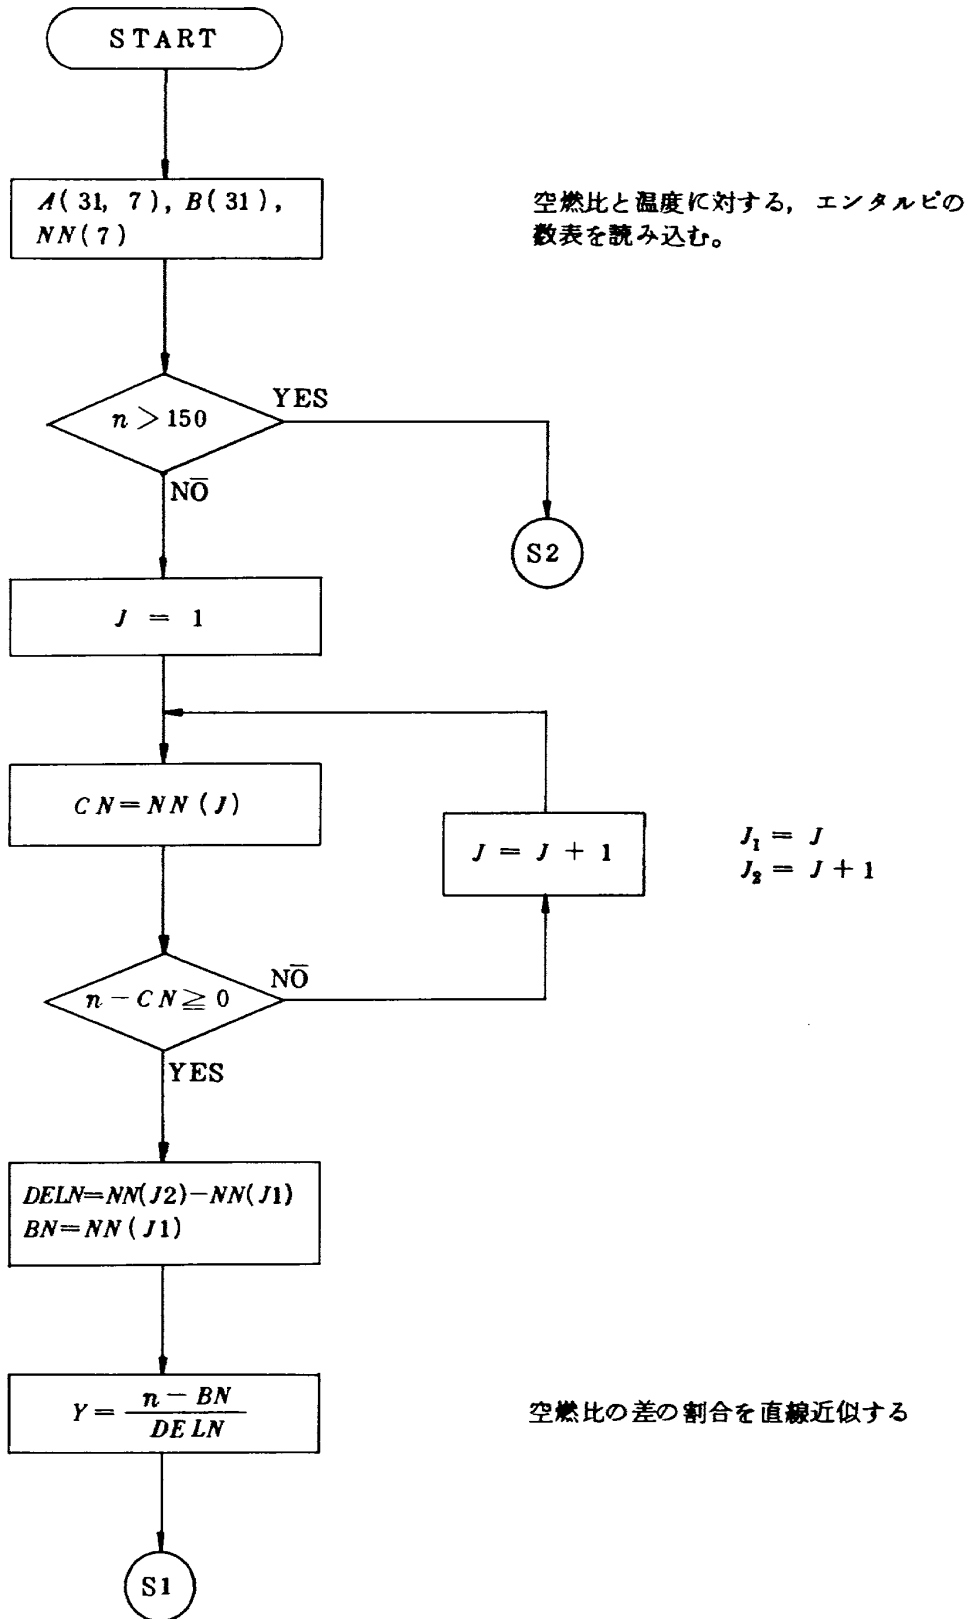 START
A(31, 7), B(31),
NN(7)
空燃比と温度に対する, エンタルピの
数表を読み込む。
n > 150
YES
NŌ
S2
J = 1
CN=NN(J)
J = J + 1
J₁ = J
J₂ = J + 1
n - CN ≧ 0
NŌ
YES
DELN=NN(J2)-NN(J1)
BN=NN(J1)
Y = \frac{n - BN}{DELN}
空燃比の差の割合を直線近似する
S1